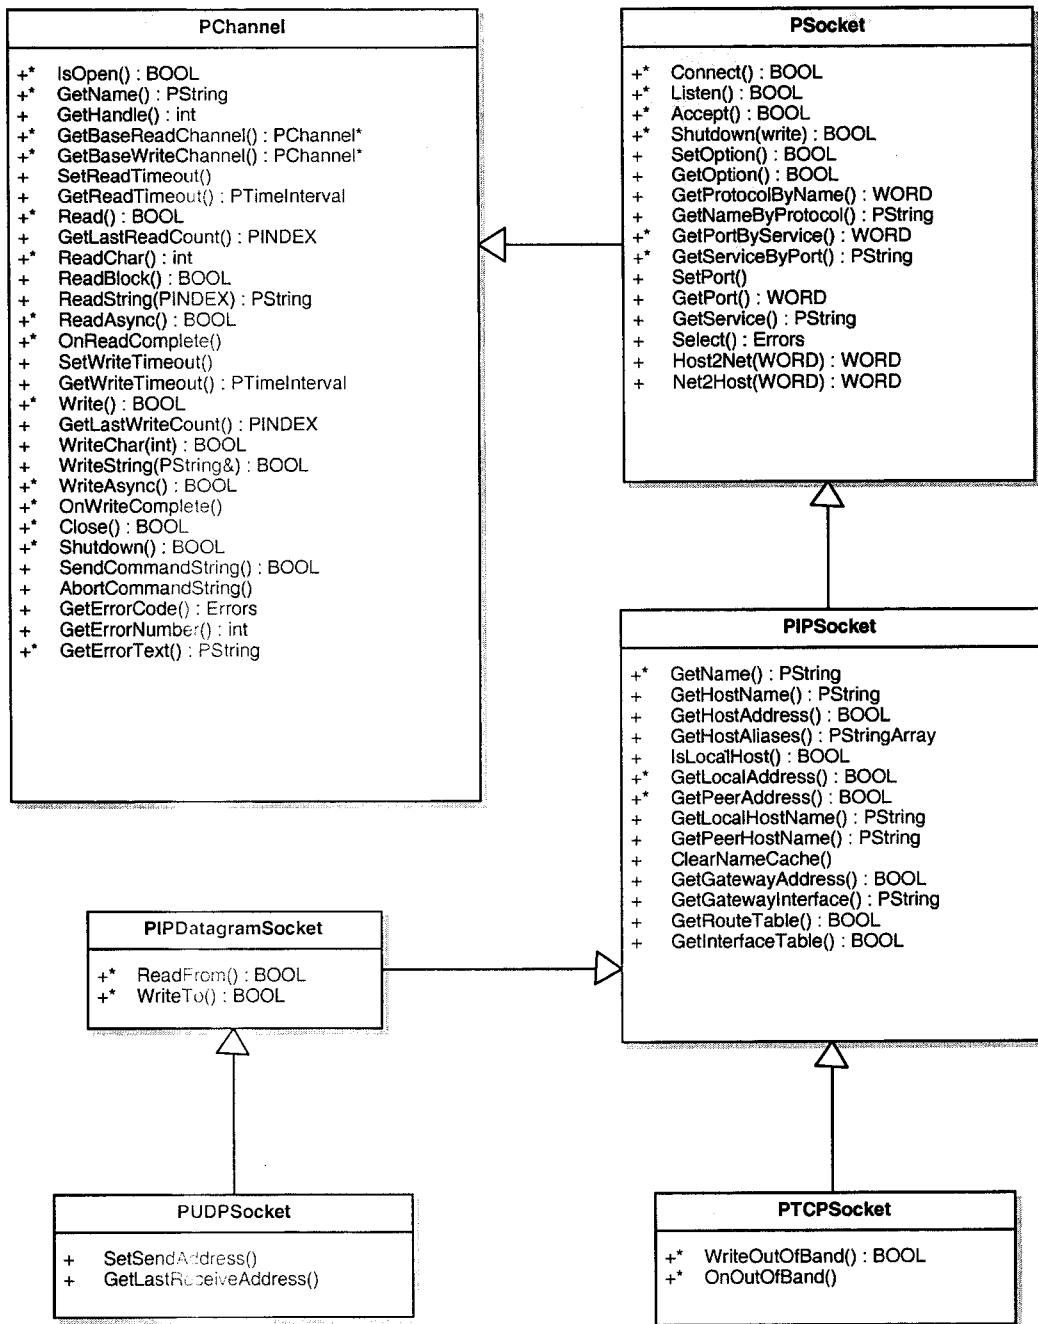 PChannel
+* IsOpen() : BOOL
+* GetName() : PString
+ GetHandle() : int
+* GetBaseReadChannel() : PChannel*
+* GetBaseWriteChannel() : PChannel*
+ SetReadTimeout()
+ GetReadTimeout() : PTimeInterval
+* Read() : BOOL
+ GetLastReadCount() : PINDEX
+* ReadChar() : int
+ ReadBlock() : BOOL
+ ReadString(PINDEX) : PString
+* ReadAsync() : BOOL
+* OnReadComplete()
+ SetWriteTimeout()
+ GetWriteTimeout() : PTimeInterval
+* Write() : BOOL
+ GetLastWriteCount() : PINDEX
+ WriteChar(int) : BOOL
+ WriteString(PString&) : BOOL
+* WriteAsync() : BOOL
+* OnWriteComplete()
+* Close() : BOOL
+* Shutdown() : BOOL
+ SendCommandString() : BOOL
+ AbortCommandString()
+ GetErrorCode() : Errors
+ GetErrorNumber() : int
+* GetErrorText() : PString
PSocket
+* Connect() : BOOL
+* Listen() : BOOL
+* Accept() : BOOL
+* Shutdown(write) : BOOL
+ SetOption() : BOOL
+ GetOption() : BOOL
+ GetProtocolByName() : WORD
+ GetNameByProtocol() : PString
+* GetPortByService() : WORD
+* GetServiceByPort() : PString
+ SetPort()
+ GetPort() : WORD
+ GetService() : PString
+ Select() : Errors
+ Host2Net(WORD) : WORD
+ Net2Host(WORD) : WORD
PIPSocket
+* GetName() : PString
+ GetHostName() : PString
+ GetHostAddress() : BOOL
+ GetHostAliases() : PStringArray
+ IsLocalHost() : BOOL
+* GetLocalAddress() : BOOL
+* GetPeerAddress() : BOOL
+ GetLocalHostName() : PString
+ GetPeerHostName() : PString
+ ClearNameCache()
+ GetGatewayAddress() : BOOL
+ GetGatewayInterface() : PString
+ GetRouteTable() : BOOL
+ GetInterfaceTable() : BOOL
PIPDatagramSocket
+* ReadFrom() : BOOL
+* WriteTo() : BOOL
PUDPSocket
+ SetSendAddress()
+ GetLastReceiveAddress()
PTCPSocket
+* WriteOutOfBand() : BOOL
+* OnOutOfBand()